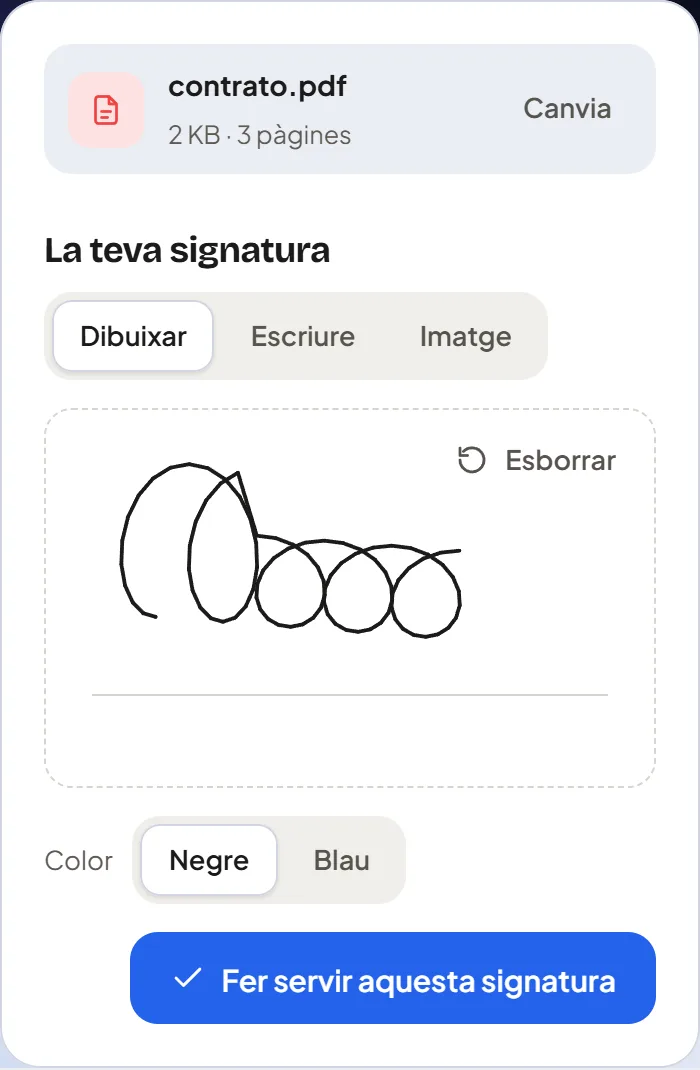 contrato.pdf
2 KB · 3 pàgines
Canvia
La teva signatura
Dibuixar
Escriure
Imatge
Esborrar
Color
Negre
Blau
Fer servir aquesta signatura